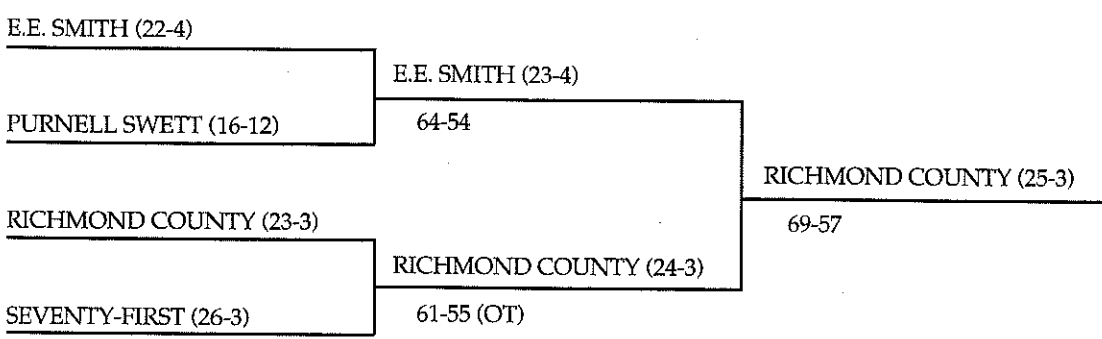 E.E. SMITH (22-4)
E.E. SMITH (23-4)
PURNELL SWETT (16-12)
64-54
RICHMOND COUNTY (25-3)
69-57
RICHMOND COUNTY (23-3)
RICHMOND COUNTY (24-3)
SEVENTY-FIRST (26-3)
61-55 (OT)